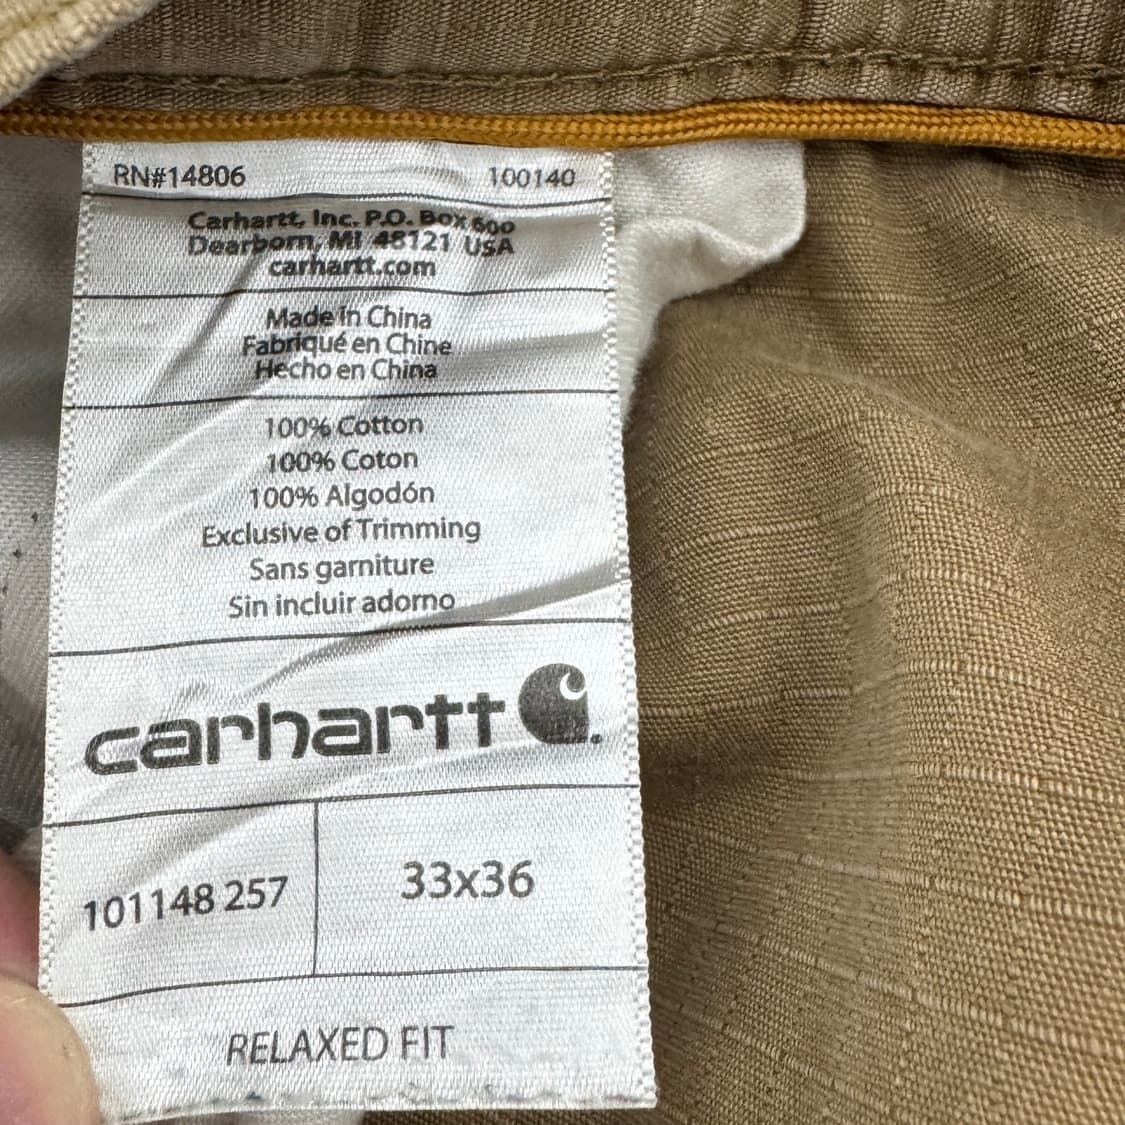 RN#14806 100140
Carhartt, Inc. P.O. Box 600
Dearborn, MI 48121 USA
carhartt.com
Made in China
Fabriqué en Chine
Hecho en China
100% Cotton
100% Coton
100% Algodón
Exclusive of Trimming
Sans garniture
Sin incluir adorno
carhartt
101148 257 33x36
RELAXED FIT